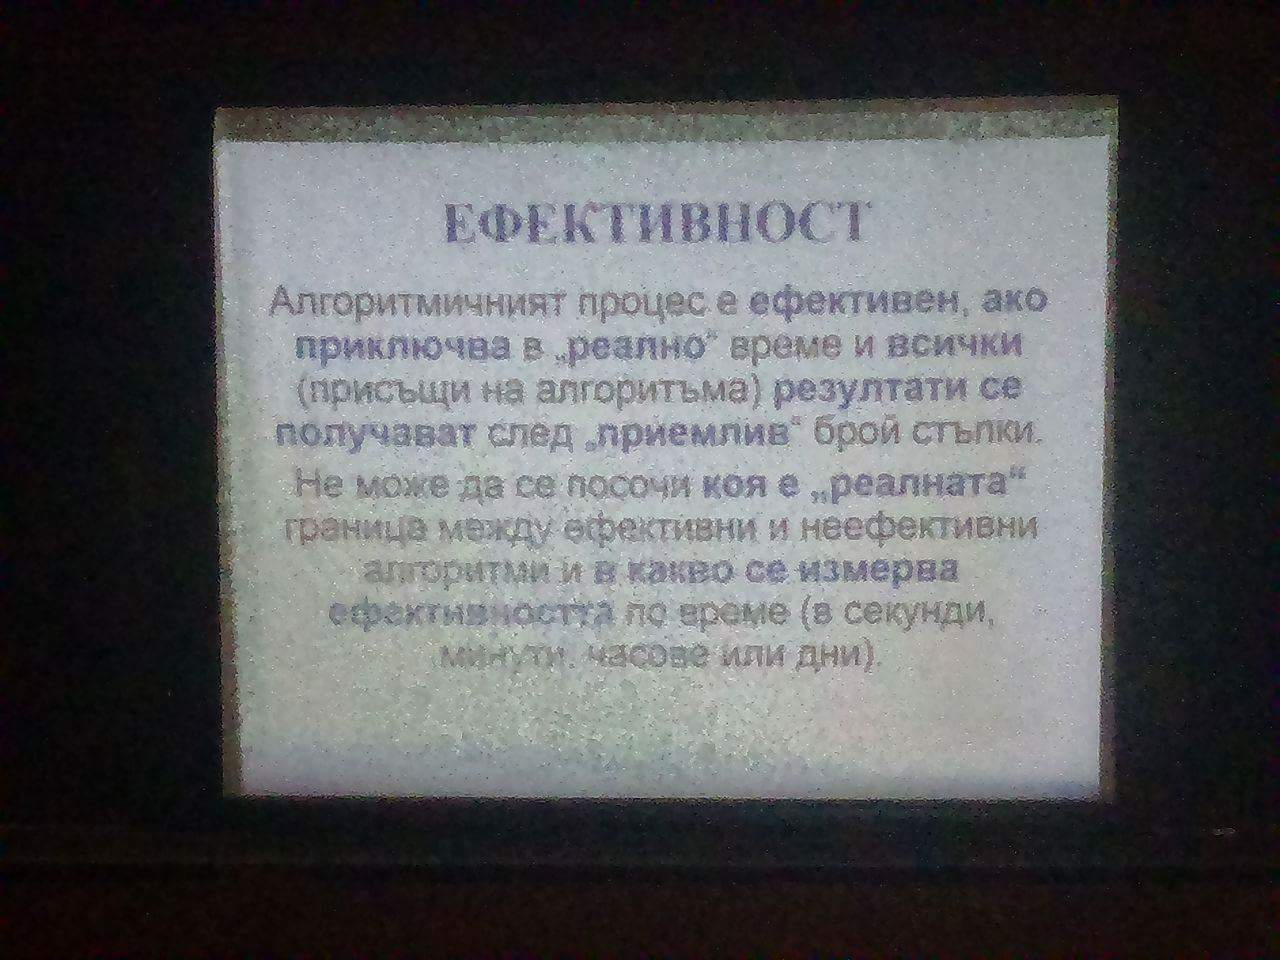 ЕФЕКТИВНОСТ
Алгоритмичният процес е ефективен, ако
приключва в „реално“ време и всички
(присъщи на алгоритъма) резултати се
получават след „приемлив“ брой стъпки.
Не може да се посочи коя е „реалната“
граница между ефективни и неефективни
алгоритми и в какво се измерва
ефективността по време (в секунди,
минути, часове или дни).